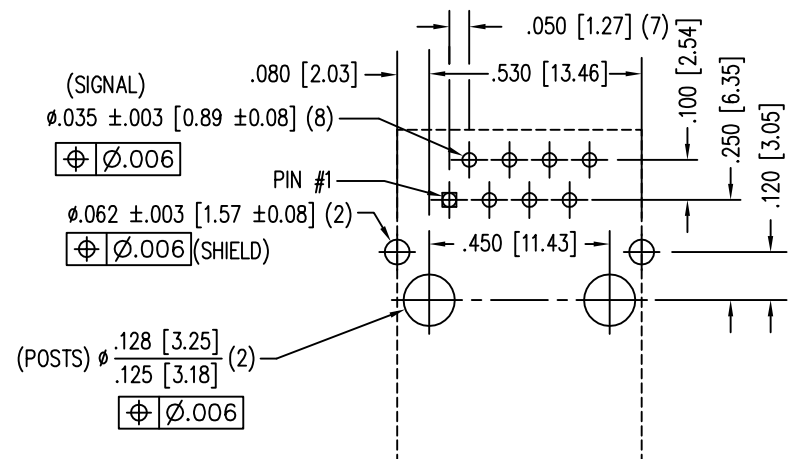 .050 [1.27] (7)
.080 [2.03]
.530 [13.46]
.100 [2.54]
.250 [6.35]
.120 [3.05]
(SIGNAL)
ø.035 ±.003 [0.89 ±0.08] (8)
⌖ Ø.006
PIN #1
ø.062 ±.003 [1.57 ±0.08] (2)
⌖ Ø.006 (SHIELD)
.450 [11.43]
(POSTS) ø .128 [3.25] (2)
.125 [3.18]
⌖ Ø.006